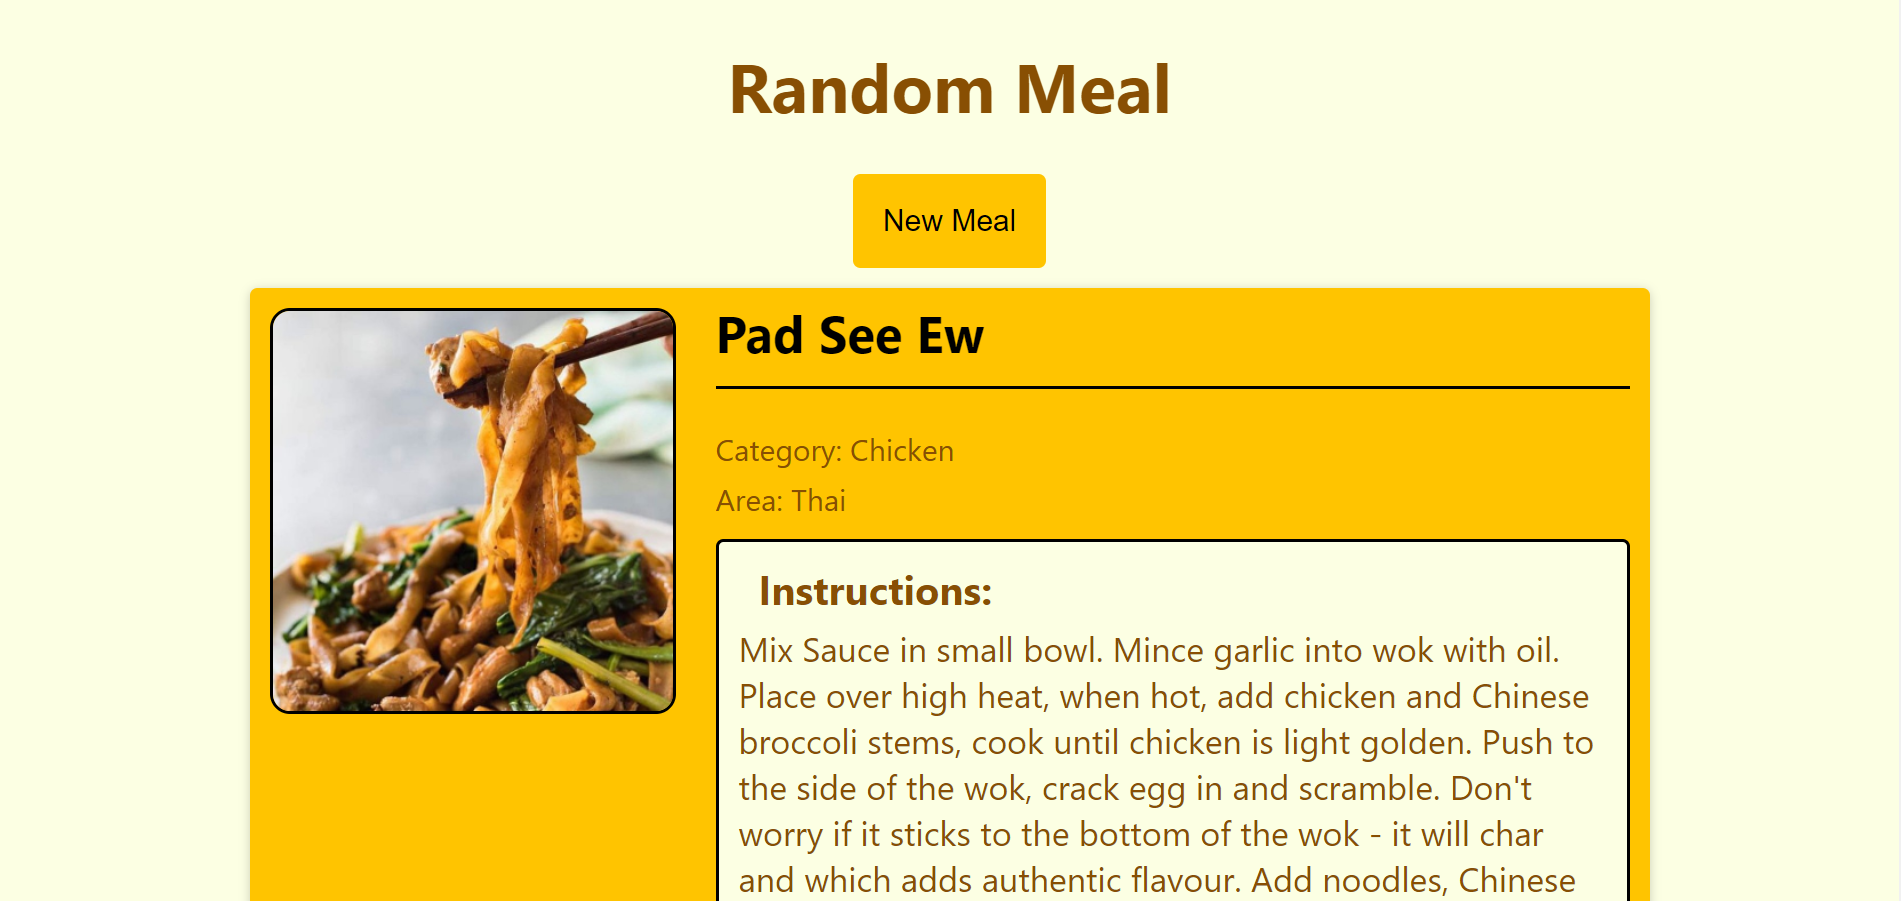 Random Meal
New Meal
Pad See Ew
Category: Chicken
Area: Thai
Instructions:
Mix Sauce in small bowl. Mince garlic into wok with oil.
Place over high heat, when hot, add chicken and Chinese
broccoli stems, cook until chicken is light golden. Push to
the side of the wok, crack egg in and scramble. Don't
worry if it sticks to the bottom of the wok - it will char
and which adds authentic flavour. Add noodles, Chinese